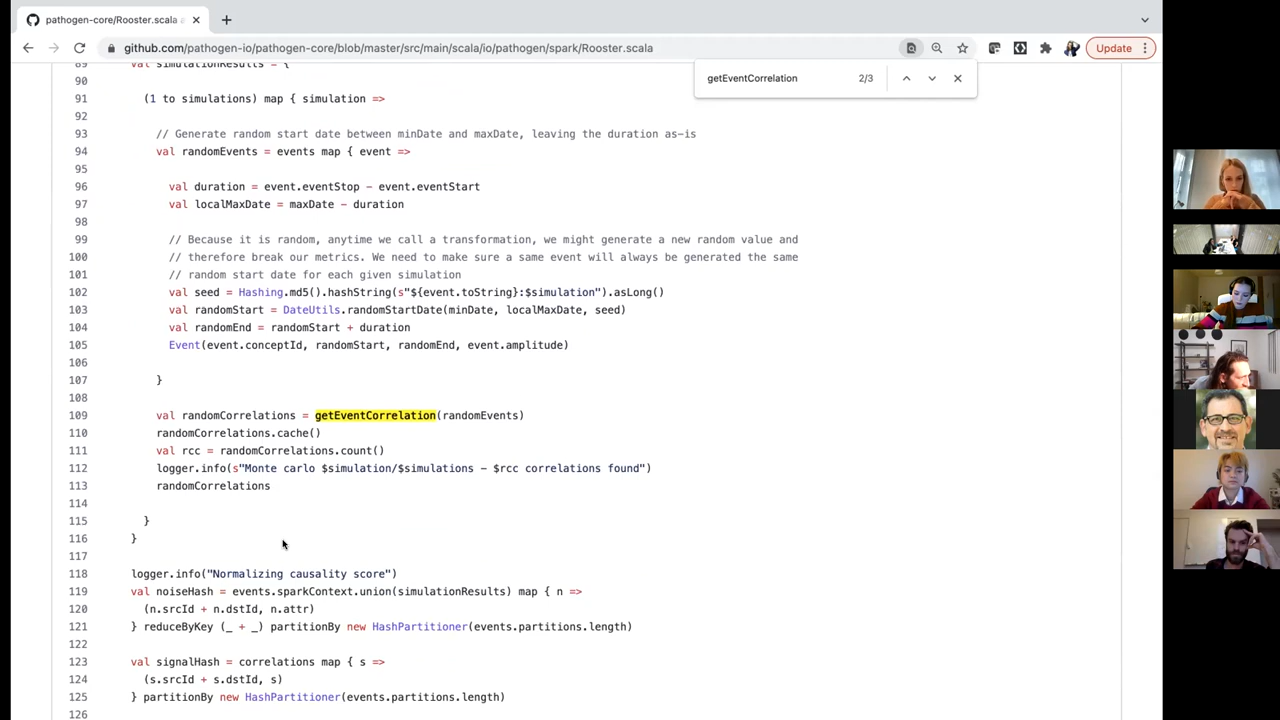 pathogen-core/Rooster.scala a
github.com/pathogen-io/pathogen-core/blob/master/src/main/scala/io/pathogen/spark/Rooster.scala
Update
getEventCorrelation 2/3
89 val simulationResults = {
90
91 (1 to simulations) map { simulation =>
92
93 // Generate random start date between minDate and maxDate, leaving the duration as-is
94 val randomEvents = events map { event =>
95
96 val duration = event.eventStop - event.eventStart
97 val localMaxDate = maxDate - duration
98
99 // Because it is random, anytime we call a transformation, we might generate a new random value and
100 // therefore break our metrics. We need to make sure a same event will always be generated the same
101 // random start date for each given simulation
102 val seed = Hashing.md5().hashString(s"${event.toString}:$simulation").asLong()
103 val randomStart = DateUtils.randomStartDate(minDate, localMaxDate, seed)
104 val randomEnd = randomStart + duration
105 Event(event.conceptId, randomStart, randomEnd, event.amplitude)
106
107 }
108
109 val randomCorrelations = getEventCorrelation(randomEvents)
110 randomCorrelations.cache()
111 val rcc = randomCorrelations.count()
112 logger.info(s"Monte carlo $simulation/$simulations - $rcc correlations found")
113 randomCorrelations
114
115 }
116 }
117
118 logger.info("Normalizing causality score")
119 val noiseHash = events.sparkContext.union(simulationResults) map { n =>
120 (n.srcId + n.dstId, n.attr)
121 } reduceByKey (_ + _) partitionBy new HashPartitioner(events.partitions.length)
122
123 val signalHash = correlations map { s =>
124 (s.srcId + s.dstId, s)
125 } partitionBy new HashPartitioner(events.partitions.length)
126